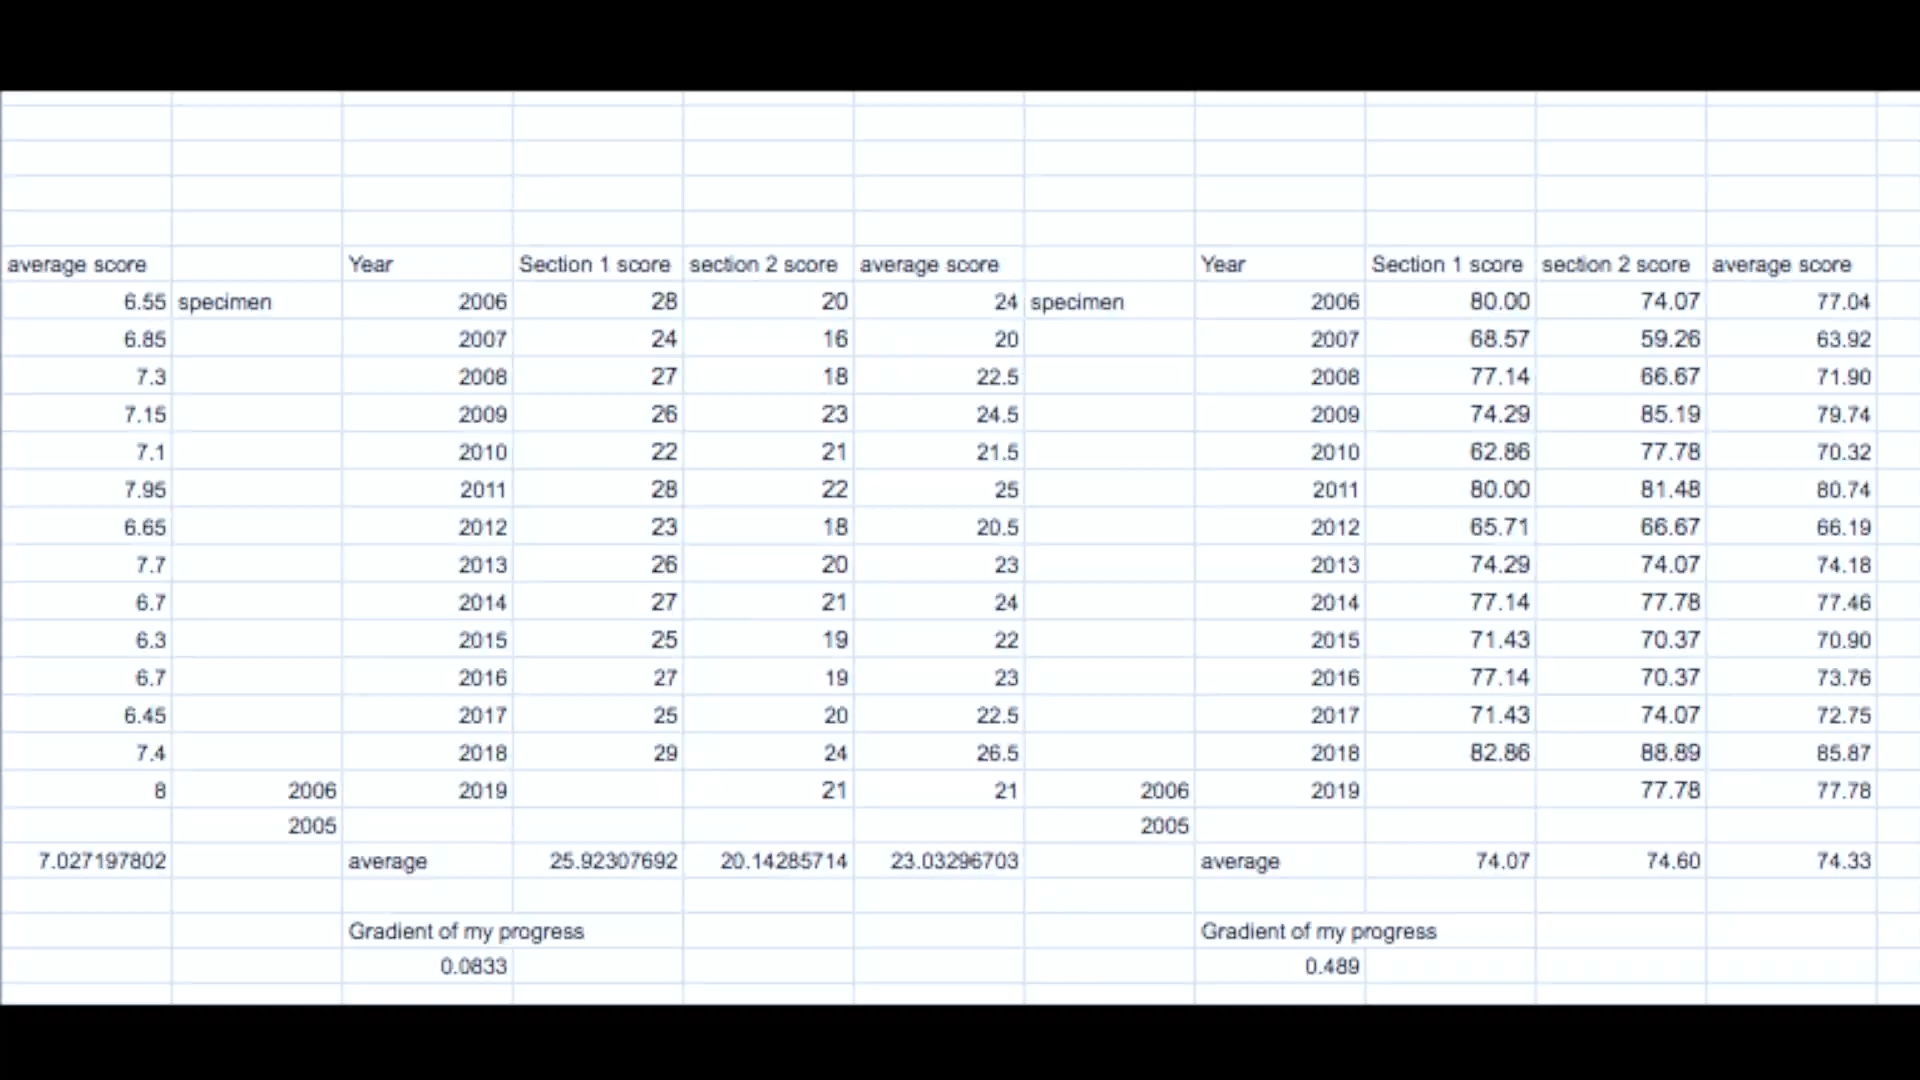 average score Year Section 1 score section 2 score average score Year Section 1 score section 2 score average score
6.55 specimen 2006 28 20 24 specimen 2006 80.00 74.07 77.04
6.85 2007 24 16 20 2007 68.57 59.26 63.92
7.3 2008 27 18 22.5 2008 77.14 66.67 71.90
7.15 2009 26 23 24.5 2009 74.29 85.19 79.74
7.1 2010 22 21 21.5 2010 62.86 77.78 70.32
7.95 2011 28 22 25 2011 80.00 81.48 80.74
6.65 2012 23 18 20.5 2012 65.71 66.67 66.19
7.7 2013 26 20 23 2013 74.29 74.07 74.18
6.7 2014 27 21 24 2014 77.14 77.78 77.46
6.3 2015 25 19 22 2015 71.43 70.37 70.90
6.7 2016 27 19 23 2016 77.14 70.37 73.76
6.45 2017 25 20 22.5 2017 71.43 74.07 72.75
7.4 2018 29 24 26.5 2018 82.86 88.89 85.87
8 2006 2019 21 21 2006 2019 77.78 77.78
2005 2005
7.027197802 average 25.92307692 20.14285714 23.03296703 average 74.07 74.60 74.33
Gradient of my progress Gradient of my progress
0.0833 0.489